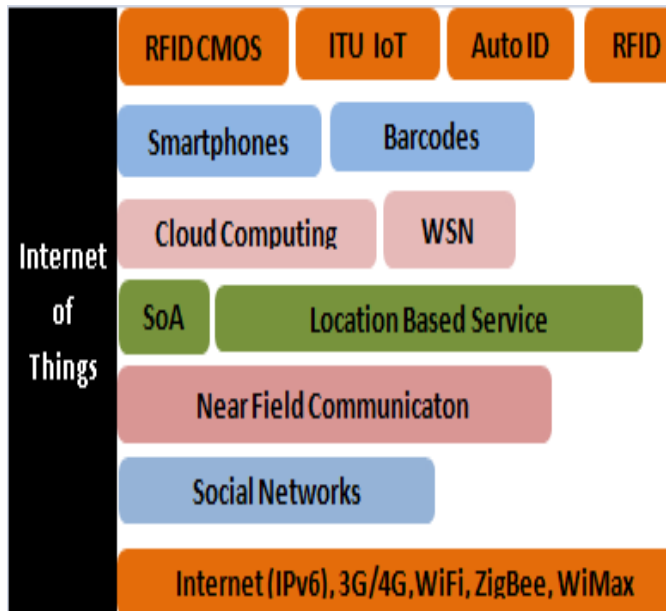 RFID CMOS
ITU IoT
Auto ID
RFID
Smartphones
Barcodes
Cloud Computing
WSN
Internet
of
Things
SoA
Location Based Service
Near Field Communicaton
Social Networks
Internet (IPv6), 3G/4G,WiFi, ZigBee, WiMax